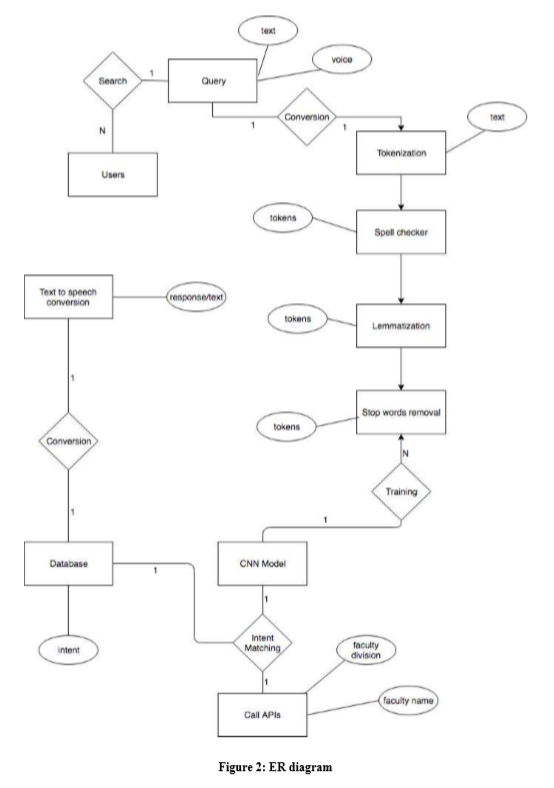 text
voice
Search
1
Query
Conversion
1
1
N
Users
text
Tokenization
tokens
Spell checker
Text to speech
conversion
response/text
tokens
Lemmatization
1
tokens
Stop words removal
N
Conversion
Training
1
1
1
Database
CNN Model
1
intent
Intent
Matching
1
faculty
division
1
faculty name
Call APIs
Figure 2: ER diagram